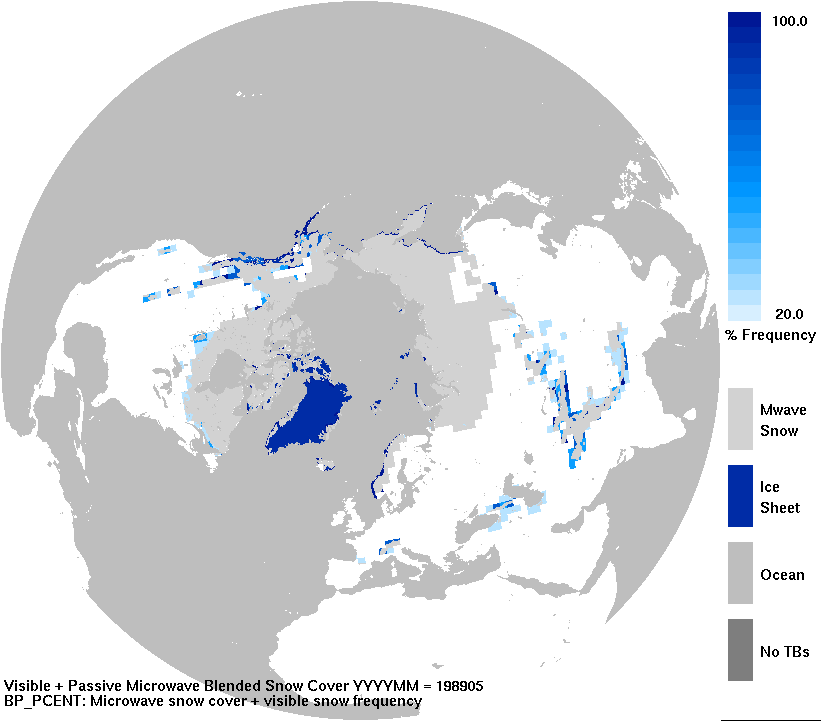 100.0
20.0
% Frequency
Mwave
Snow
Ice
Sheet
Ocean
No TBs
Visible + Passive Microwave Blended Snow Cover YYYYMM = 198905
BP_PCENT: Microwave snow cover + visible snow frequency